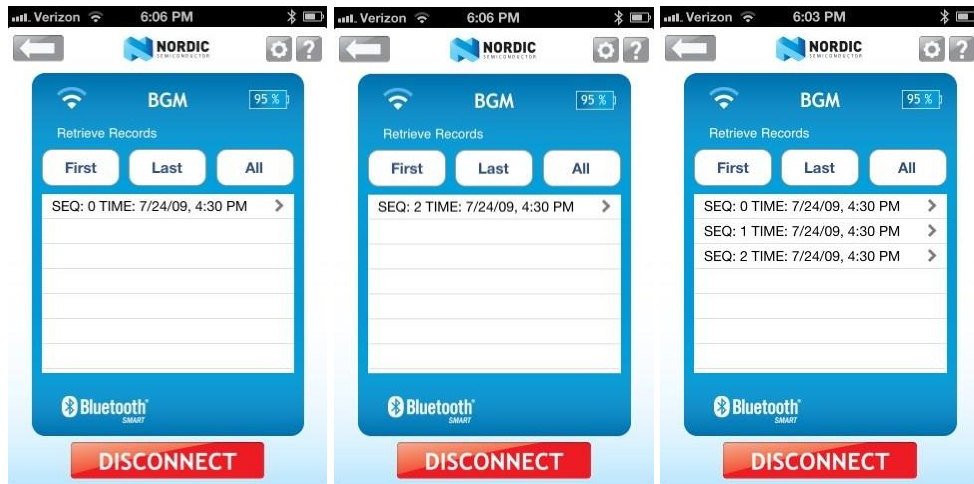 Verizon 6:06 PM
NORDIC
SEMICONDUCTOR
?
BGM
95 %
Retrieve Records
First Last All
SEQ: 0 TIME: 7/24/09, 4:30 PM
Bluetooth
SMART
DISCONNECT
Verizon 6:06 PM
NORDIC
SEMICONDUCTOR
?
BGM
95 %
Retrieve Records
First Last All
SEQ: 2 TIME: 7/24/09, 4:30 PM
Bluetooth
SMART
DISCONNECT
Verizon 6:03 PM
NORDIC
SEMICONDUCTOR
?
BGM
95 %
Retrieve Records
First Last All
SEQ: 0 TIME: 7/24/09, 4:30 PM
SEQ: 1 TIME: 7/24/09, 4:30 PM
SEQ: 2 TIME: 7/24/09, 4:30 PM
Bluetooth
SMART
DISCONNECT